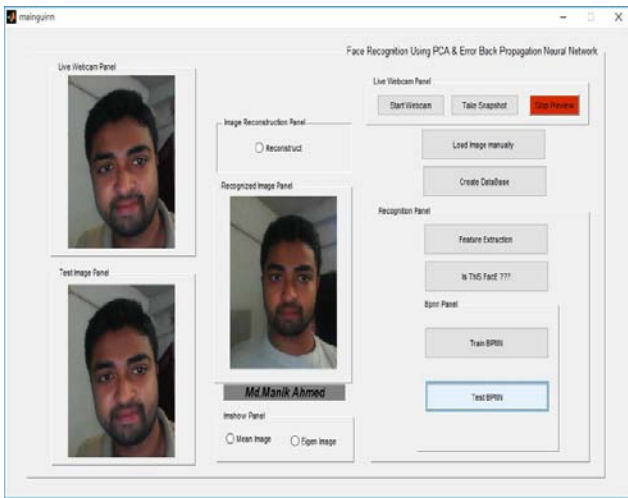 mainguinn
Face Recognition Using PCA & Error Back Propagation Neural Network
Live Webcam Panel
Live Webcam Panel
Start Webcam
Take Snapshot
Stop Preview
Image Reconstruction Panel
Reconstruct
Load Image manually
Create DataBase
Recognized Image Panel
Recognition Panel
Feature Extraction
Test Image Panel
Is ThiS FacE ???
Bpnn Panel
Train BPNN
Md.Manik Ahmed
Test BPNN
Imshow Panel
Mean Image
Eigen Image